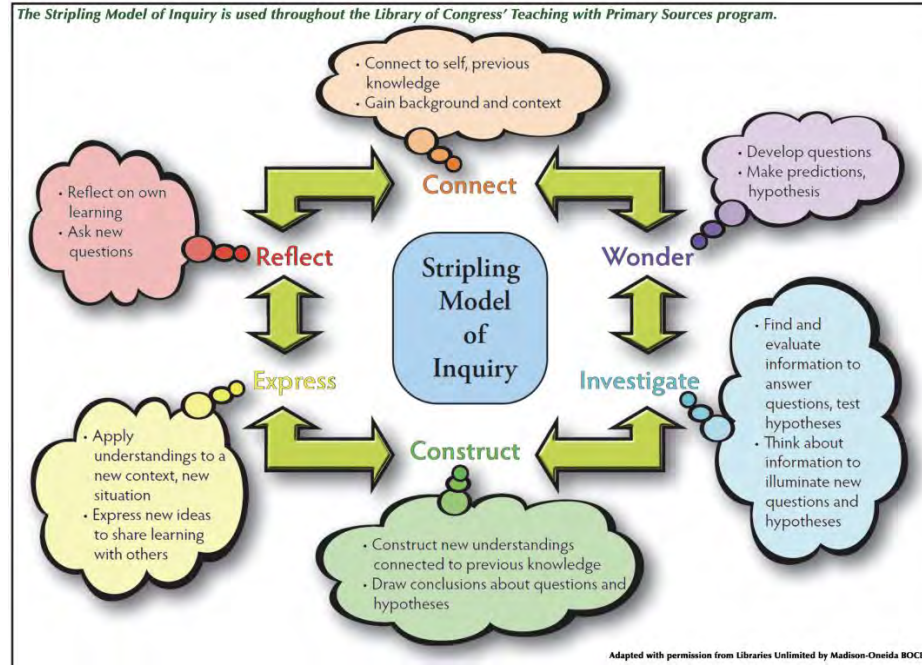 The Stripling Model of Inquiry is used throughout the Library of Congress' Teaching with Primary Sources program.
• Connect to self, previous
knowledge
• Gain background and context
Connect
• Develop questions
• Make predictions,
hypothesis
Wonder
• Find and
evaluate
information to
answer
questions, test
hypotheses
• Think about
information to
illuminate new
questions and
hypotheses
Investigate
• Construct new understandings
connected to previous knowledge
• Draw conclusions about questions and
hypotheses
Construct
• Apply
understandings to
a new context, new
situation
• Express new ideas
to share learning
with others
Express
• Reflect on own
learning
• Ask new
questions
Reflect
Stripling
Model
of
Inquiry
Adapted with permission from Libraries Unlimited by Madison-Oneida